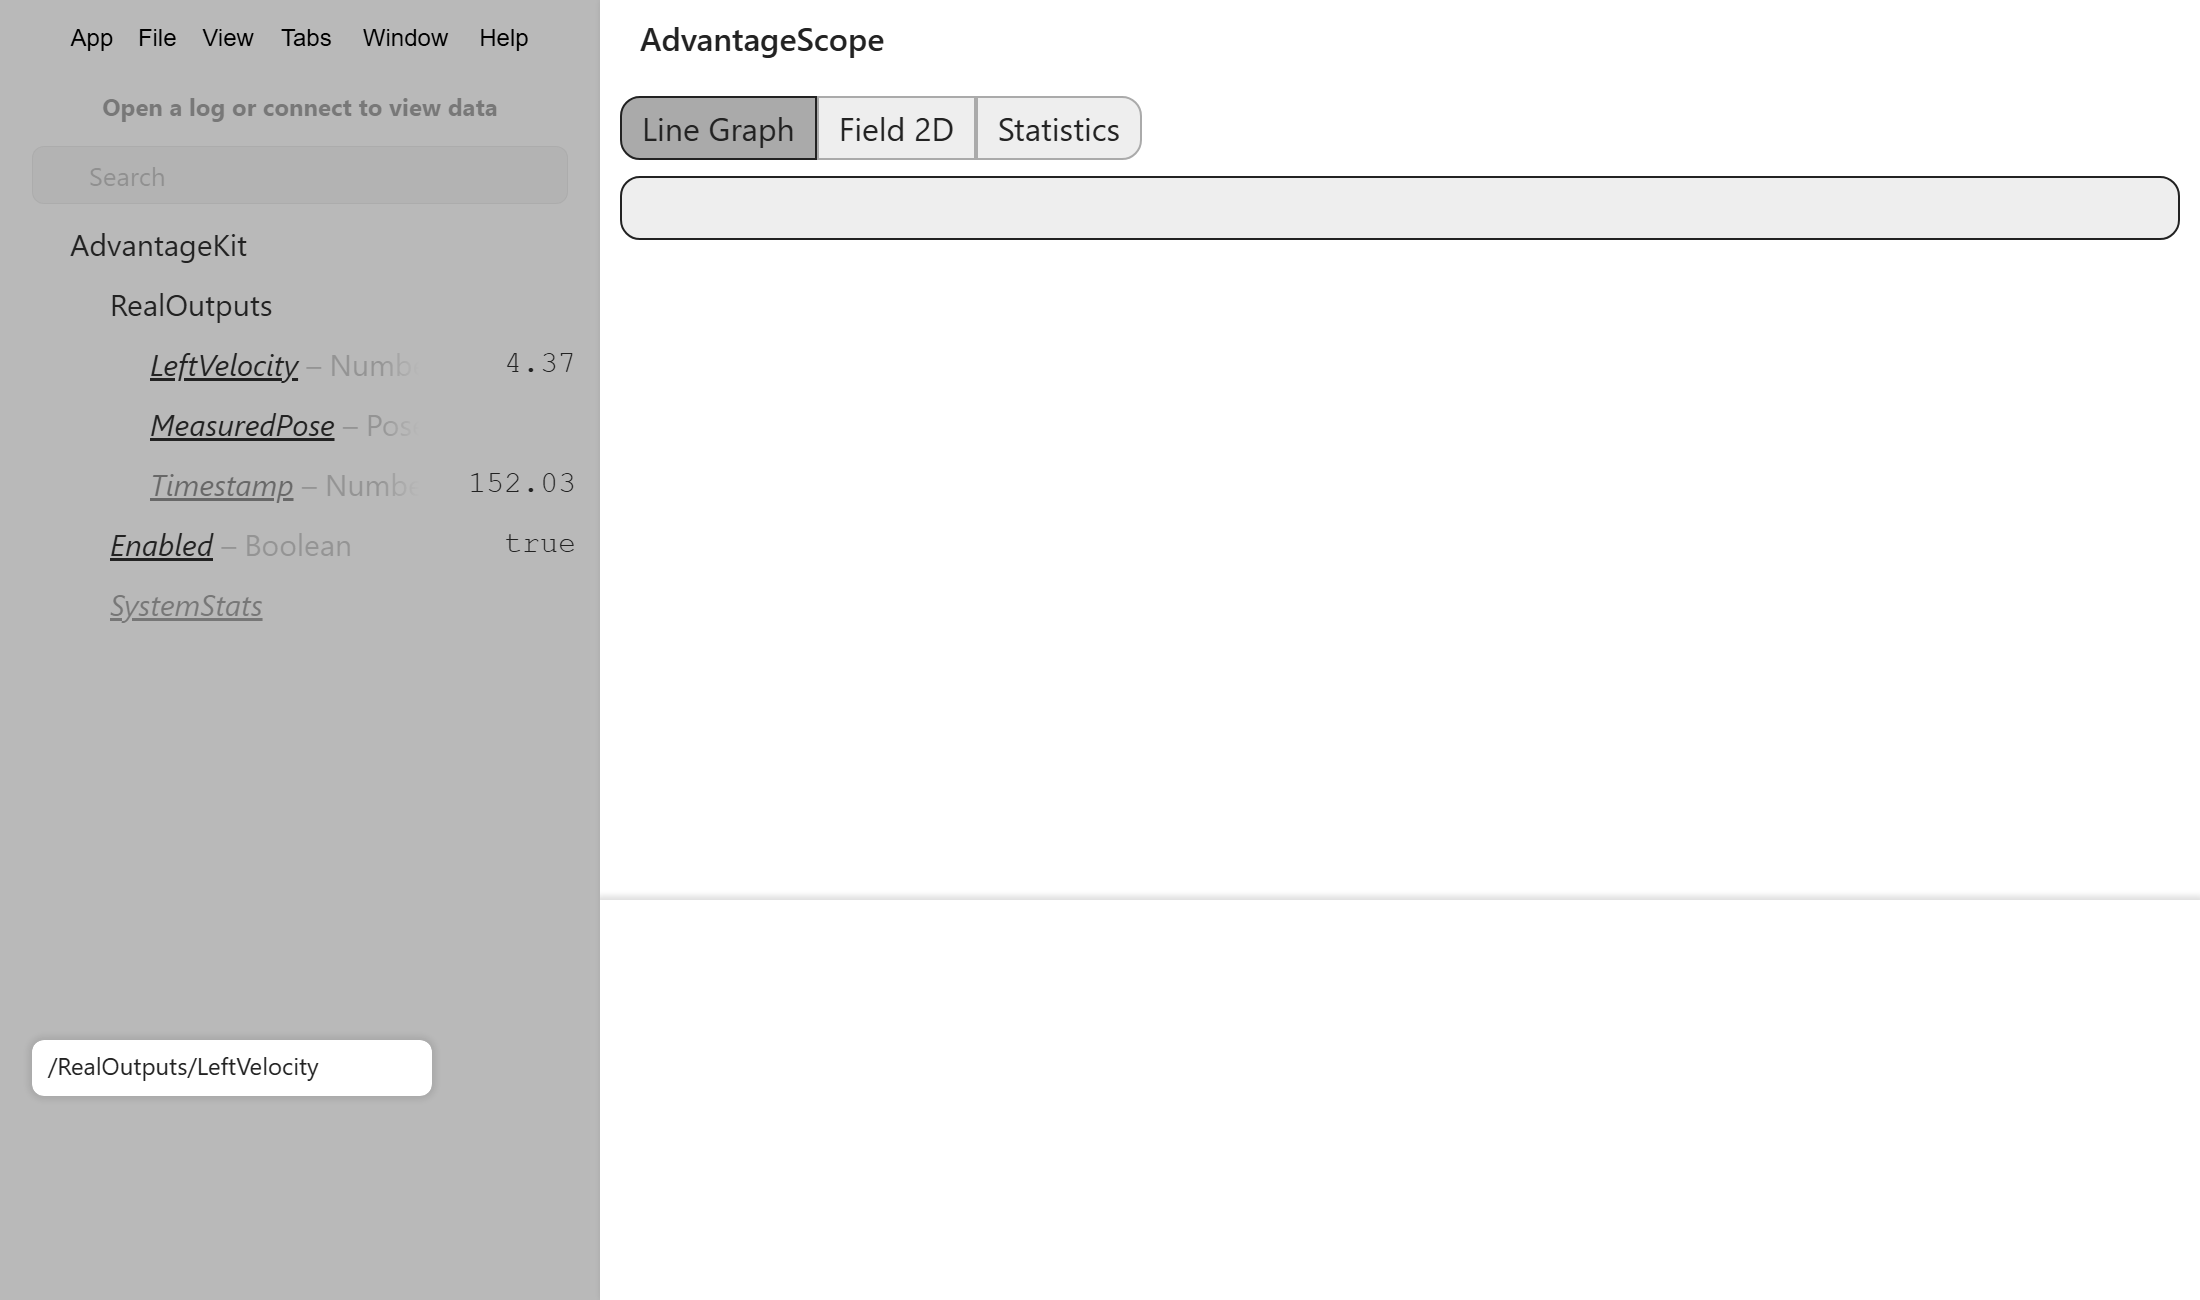 App File View Tabs Window Help
Open a log or connect to view data
Search
AdvantageKit
RealOutputs
LeftVelocity – Numb 4.37
MeasuredPose – Pos
Timestamp – Numbe 152.03
Enabled – Boolean true
SystemStats
/RealOutputs/LeftVelocity
AdvantageScope
Line Graph Field 2D Statistics